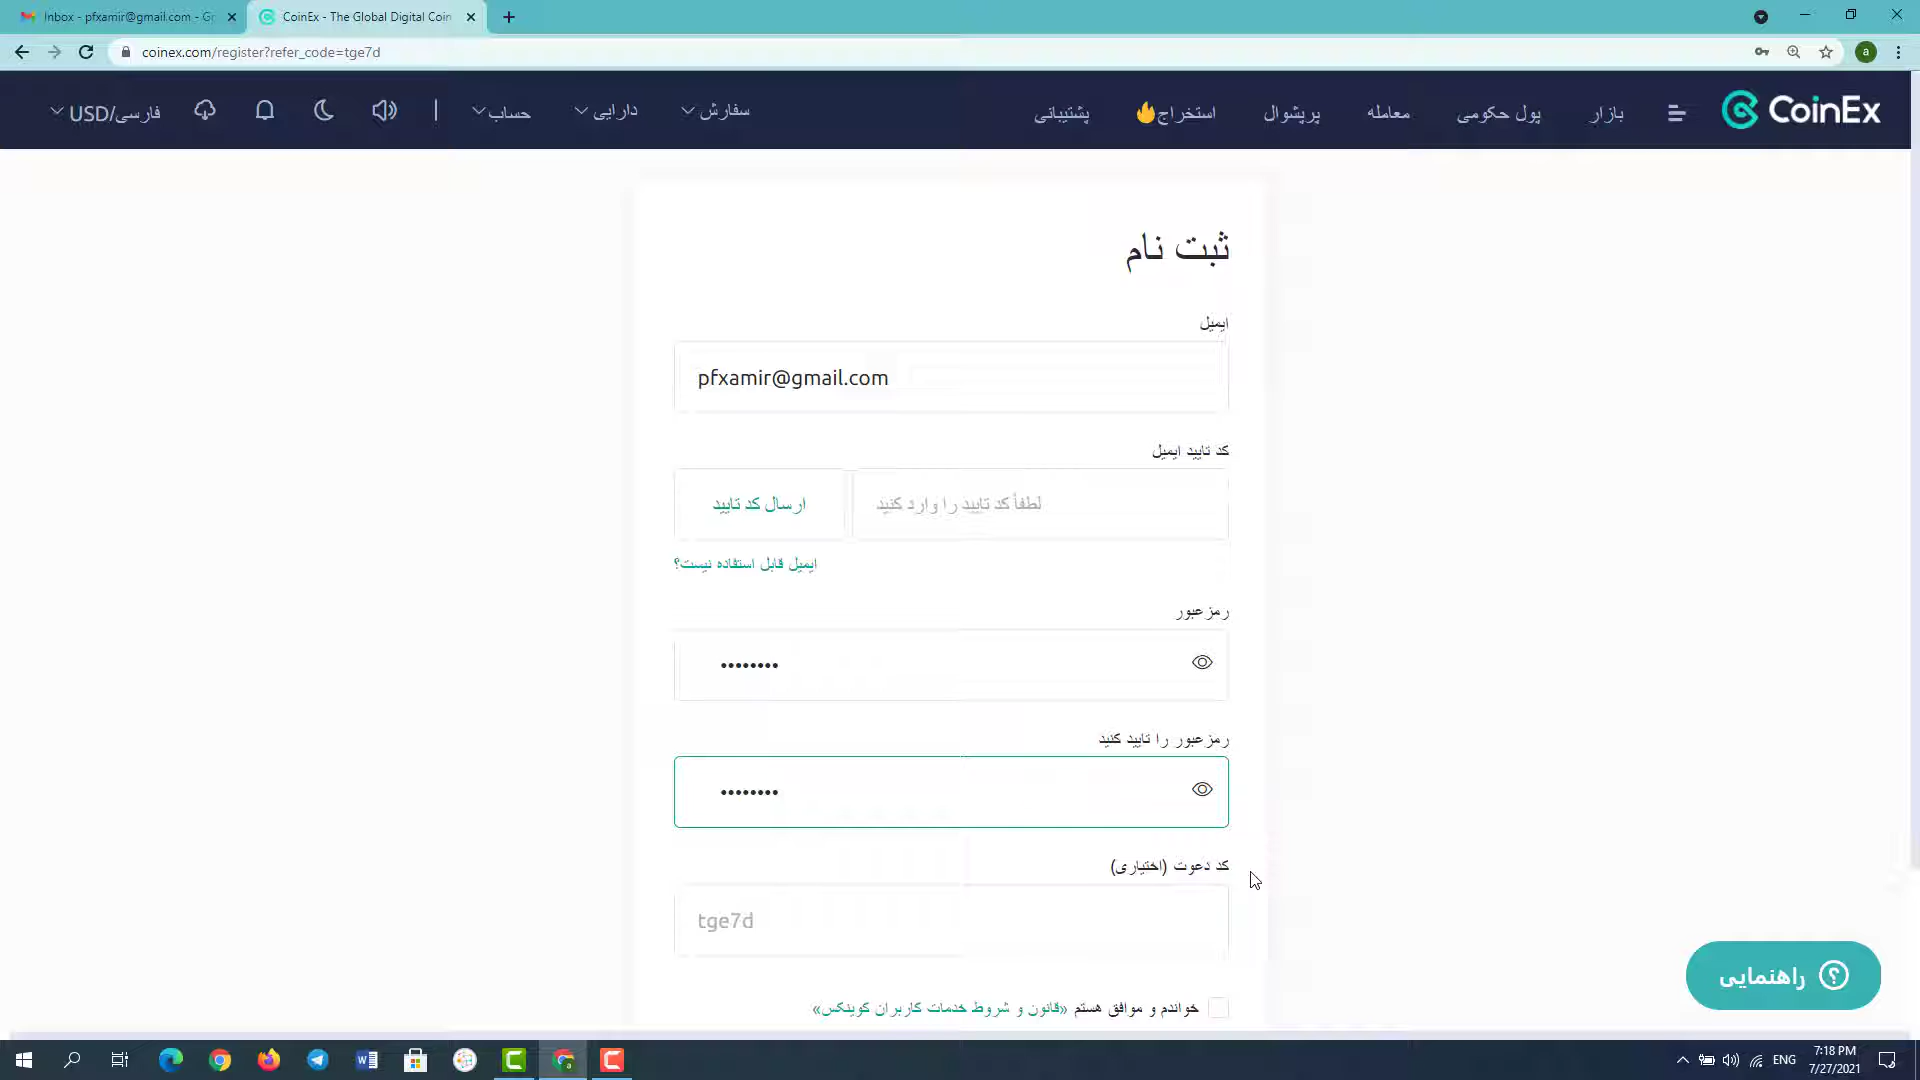 Inbox - pfxamir@gmail.com - G
CoinEx - The Global Digital Coin
coinex.com/register?refer_code=tge7d
a
CoinEx
بازار
پول حکومی
معامله
پرپشوال
استخراج
پشتیبانی
سفارش
دارایی
حساب
فارسی/USD
ثبت نام
ایمیل
pfxamir@gmail.com
کد تایید ایمیل
لطفاً کد تایید را وارد کنید
ارسال کد تایید
ایمیل قابل استفاده نیست؟
رمزعبور
••••••••
رمزعبور را تایید کنید
••••••••
کد دعوت (اختیاری)
tge7d
خواندم و موافق هستم «قانون و شروط خدمات کاربران کوینکس»
راهنمایی
ENG
7:18 PM
7/27/2021